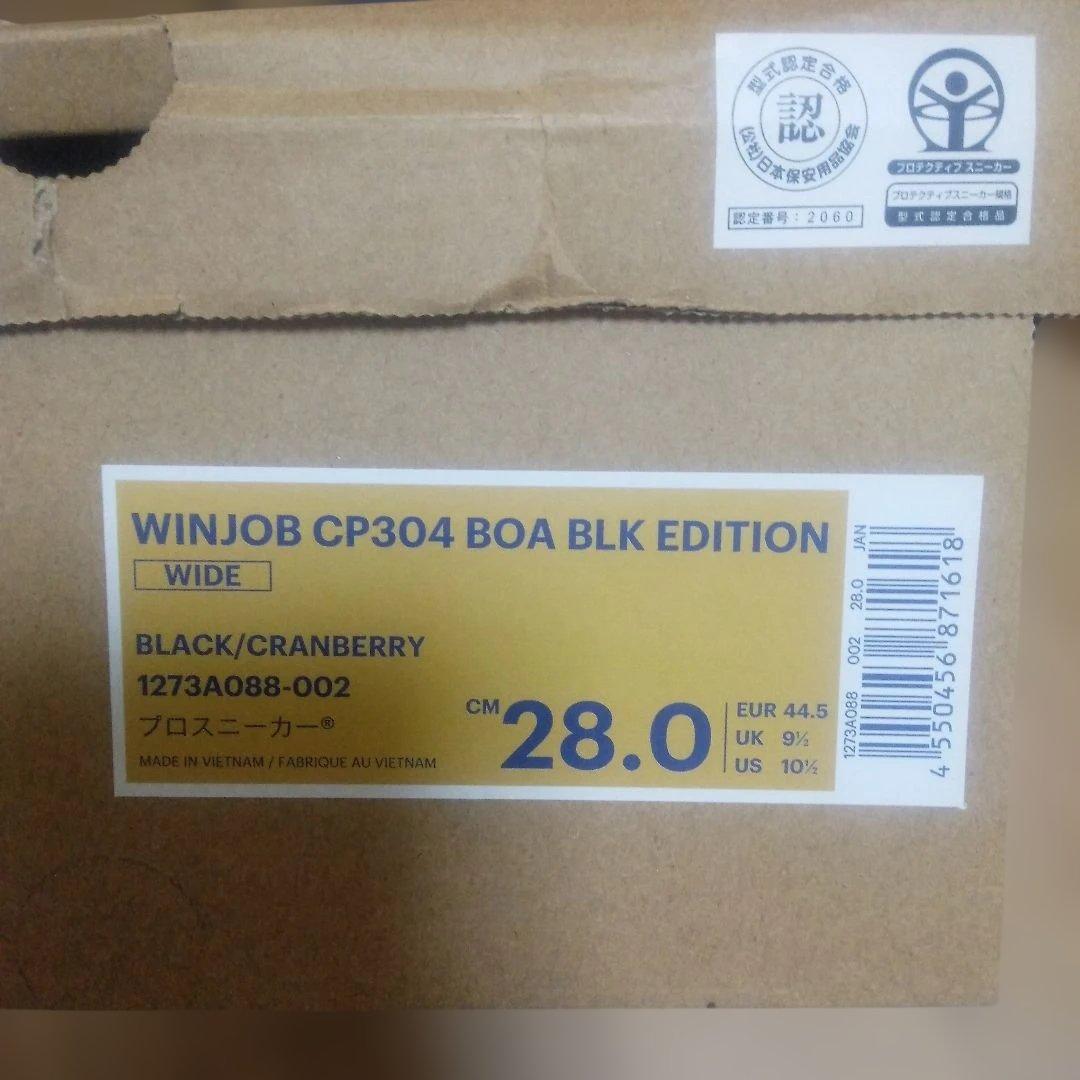 型式認定合格
認
(公社)日本保安用品協会
認定番号:2060
プロテクティブ スニーカー
プロテクティブスニーカー規格
型式認定合格品
WINJOB CP304 BOA BLK EDITION
WIDE
BLACK/CRANBERRY
1273A088-002
プロスニーカー®
MADE IN VIETNAM / FABRIQUE AU VIETNAM
CM 28.0
EUR 44.5
UK 9½
US 10½
1273A088 002 28.0 JAN
4 550456 871618